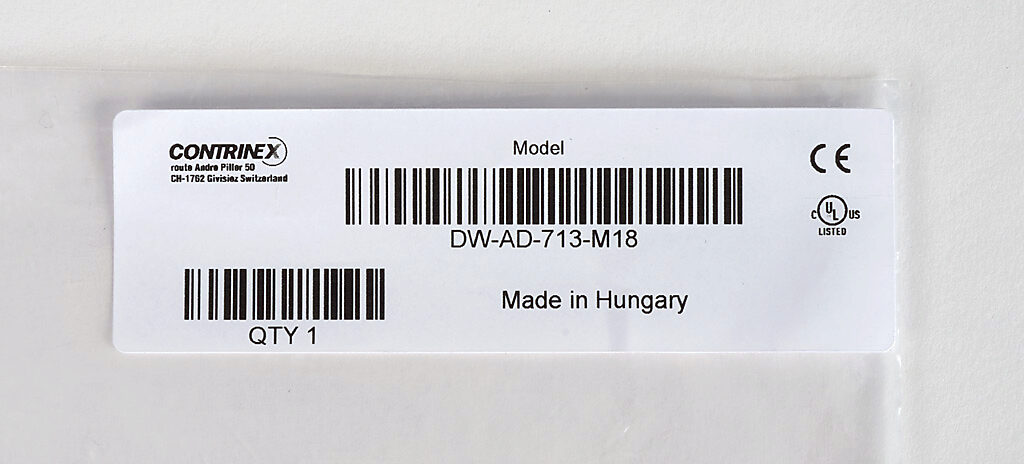 CONTRINEX
route André Piller 50
CH-1762 Givisiez Switzerland
Model
DW-AD-713-M18
QTY 1
Made in Hungary
CE
C UL US
LISTED